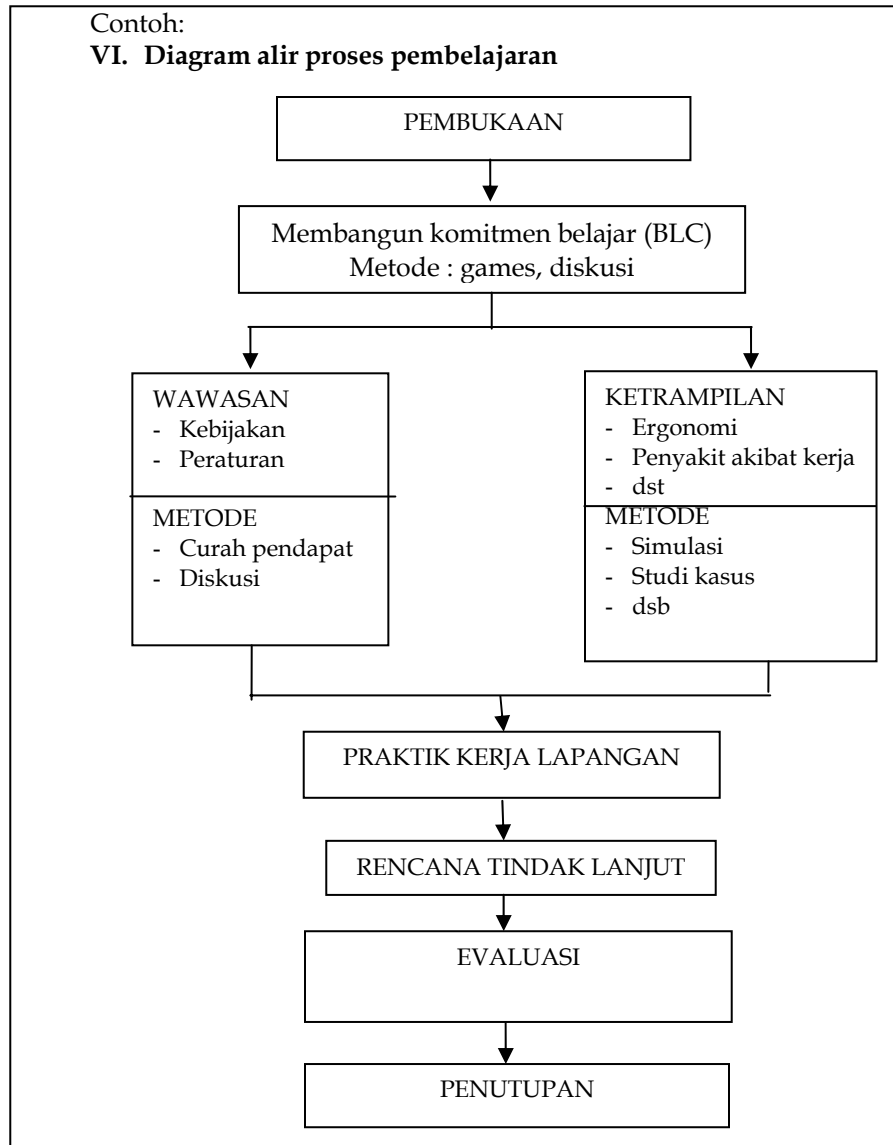 Contoh:
VI. Diagram alir proses pembelajaran
PEMBUKAAN
Membangun komitmen belajar (BLC)
Metode : games, diskusi
WAWASAN
- Kebijakan
- Peraturan
METODE
- Curah pendapat
- Diskusi
KETRAMPILAN
- Ergonomi
- Penyakit akibat kerja
- dst
METODE
- Simulasi
- Studi kasus
- dsb
PRAKTIK KERJA LAPANGAN
RENCANA TINDAK LANJUT
EVALUASI
PENUTUPAN